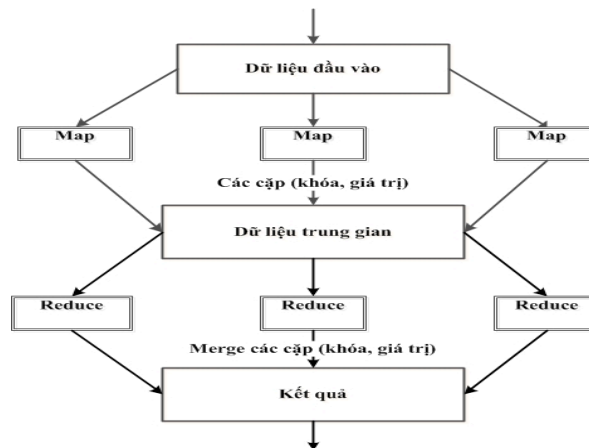 Dữ liệu đầu vào
Map
Map
Map
Các cặp (khóa, giá trị)
Dữ liệu trung gian
Reduce
Reduce
Reduce
Merge các cặp (khóa, giá trị)
Kết quả